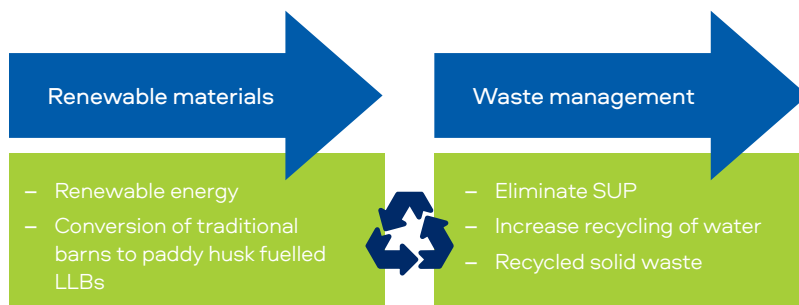 Renewable materials
– Renewable energy
– Conversion of traditional
barns to paddy husk fuelled
LLBs
Waste management
– Eliminate SUP
– Increase recycling of water
– Recycled solid waste